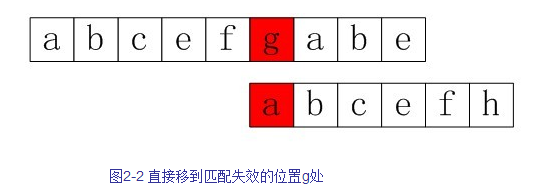 a b c e f g a b e
a b c e f h
图2-2 直接移到匹配失效的位置g处